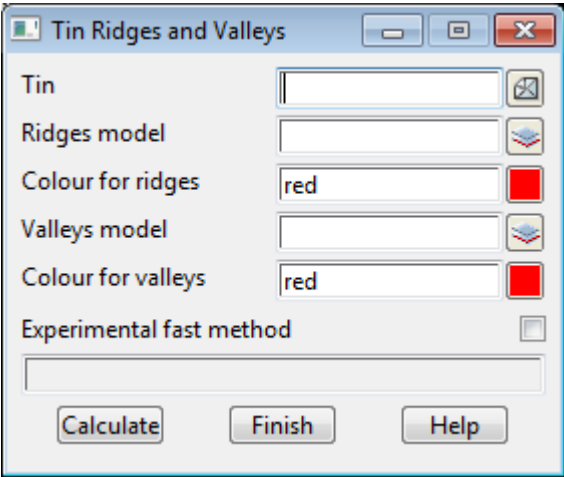 Tin Ridges and Valleys
Tin
Ridges model
Colour for ridges red
Valleys model
Colour for valleys red
Experimental fast method
Calculate Finish Help